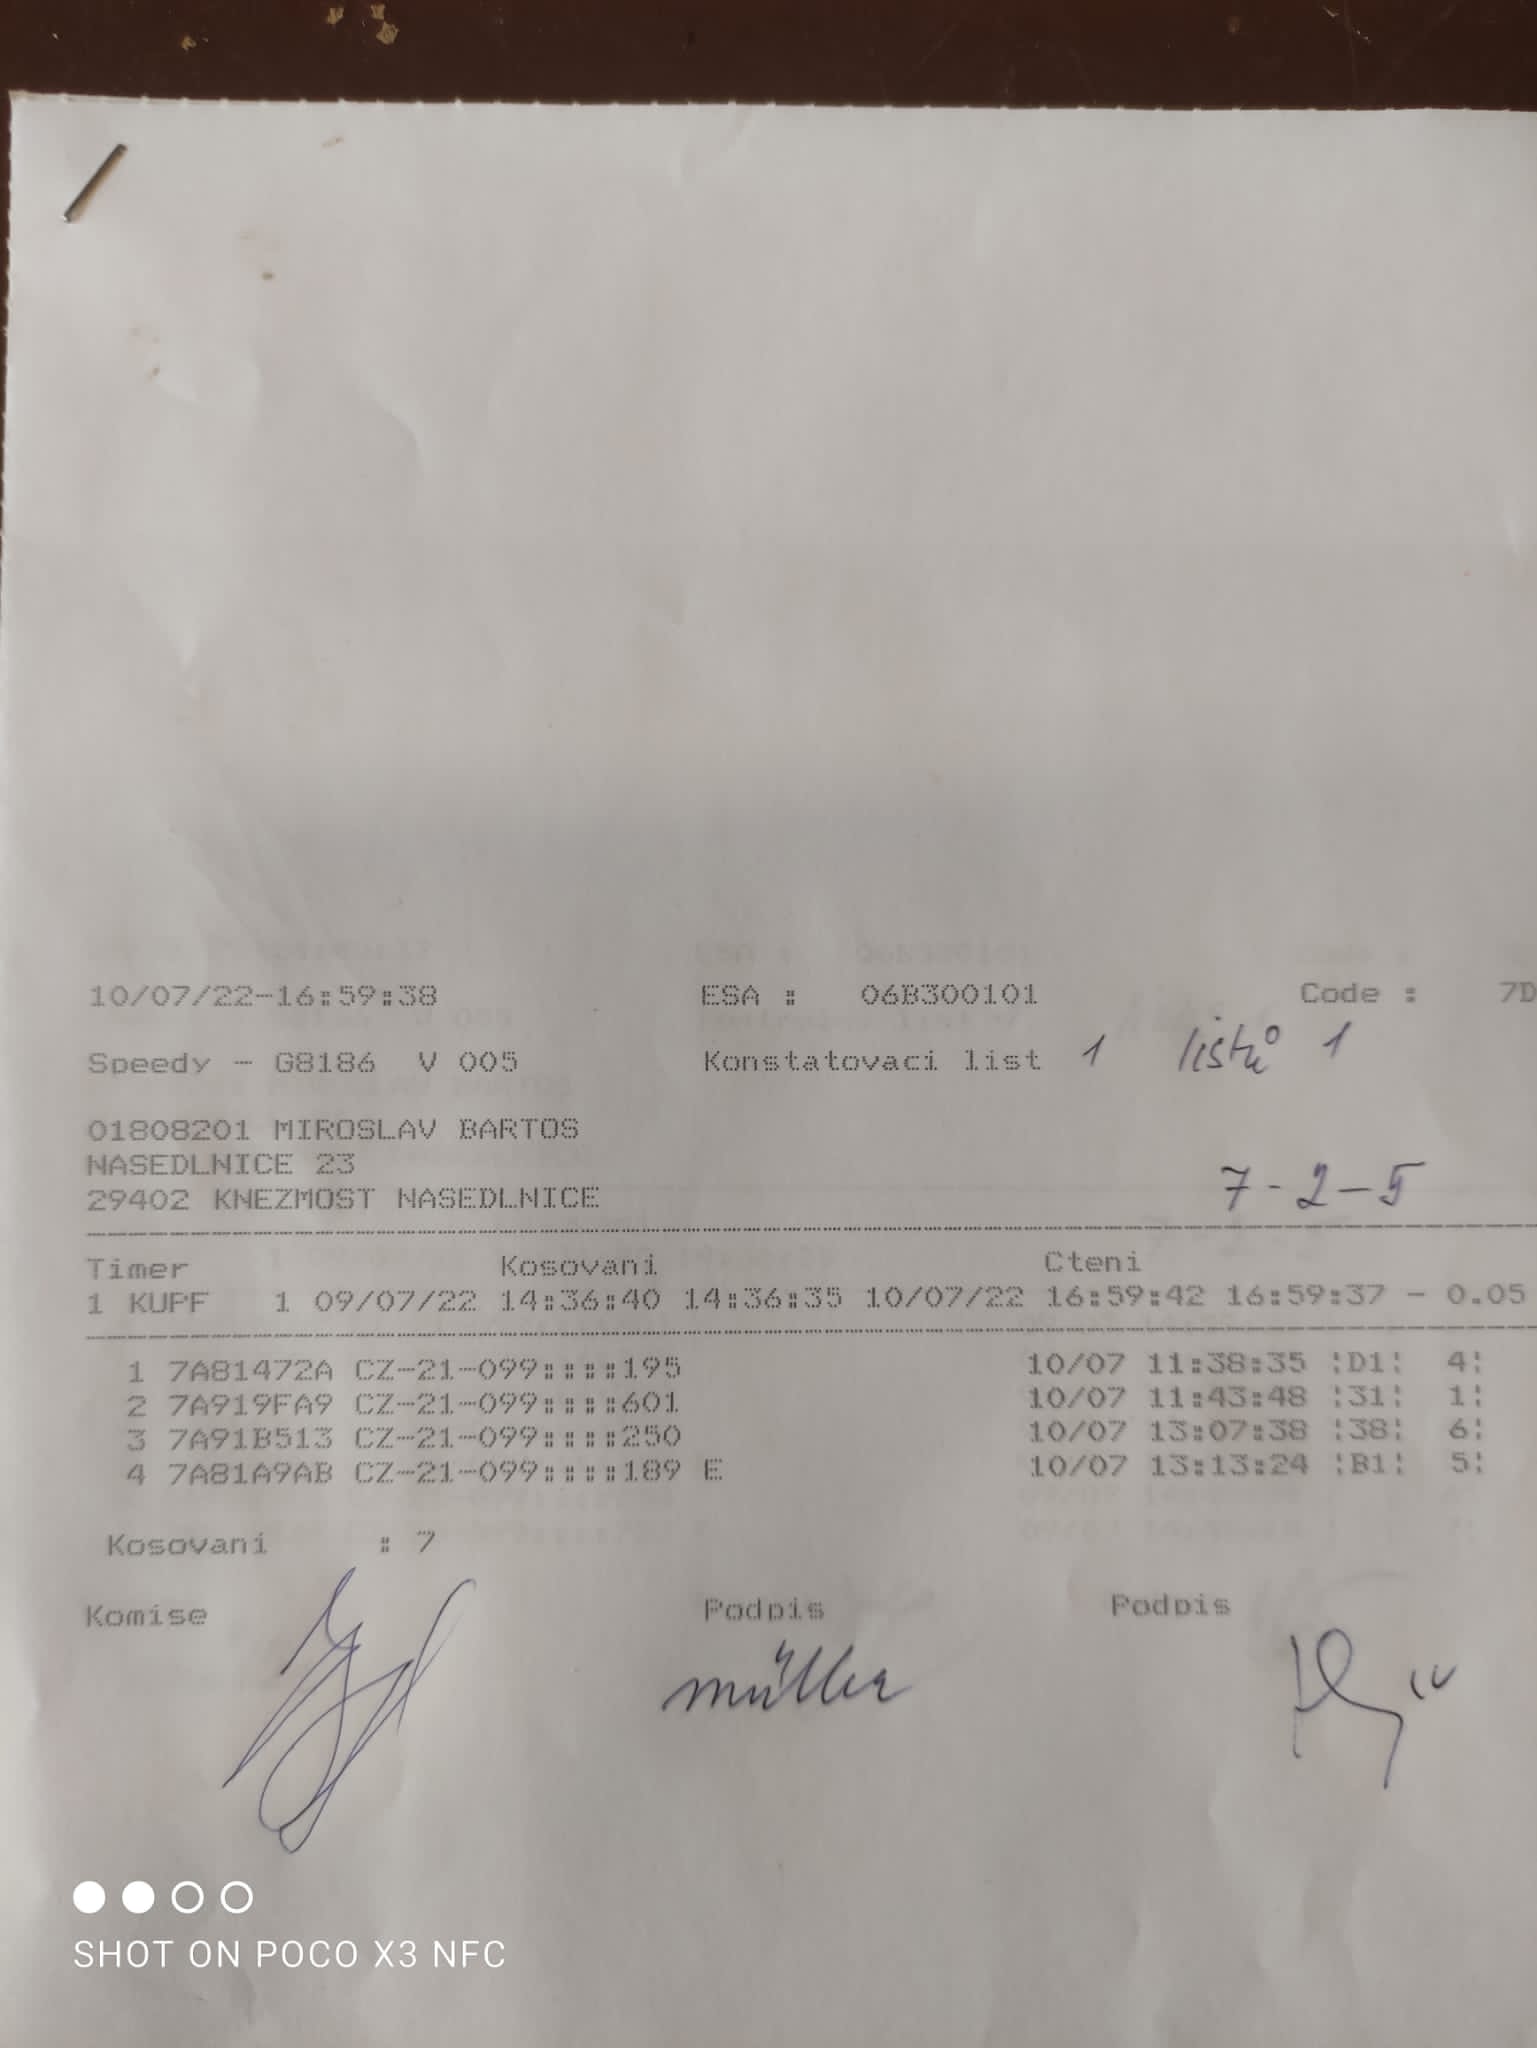 10/07/22-16:59:38 ESA : 06B300101 Code : 7D
Speedy - G8186 V 005 Konstatovaci list 1 listů 1
01808201 MIROSLAV BARTOS
NASEDLNICE 23
29402 KNEZMOST NASEDLNICE 7-2-5
Timer Kosovani Cteni
1 KUPF 1 09/07/22 14:36:40 14:36:35 10/07/22 16:59:42 16:59:37 - 0.05
1 7A81472A CZ-21-099::::195 10/07 11:38:35 ¦D1¦ 4¦
2 7A919FA9 CZ-21-099::::601 10/07 11:43:48 ¦31¦ 1¦
3 7A91B513 CZ-21-099::::250 10/07 13:07:38 ¦38¦ 6¦
4 7A81A9AB CZ-21-099::::189 E 10/07 13:13:24 ¦B1¦ 5¦
Kosovani : 7
Komise Podpis Podpis
müller
SHOT ON POCO X3 NFC